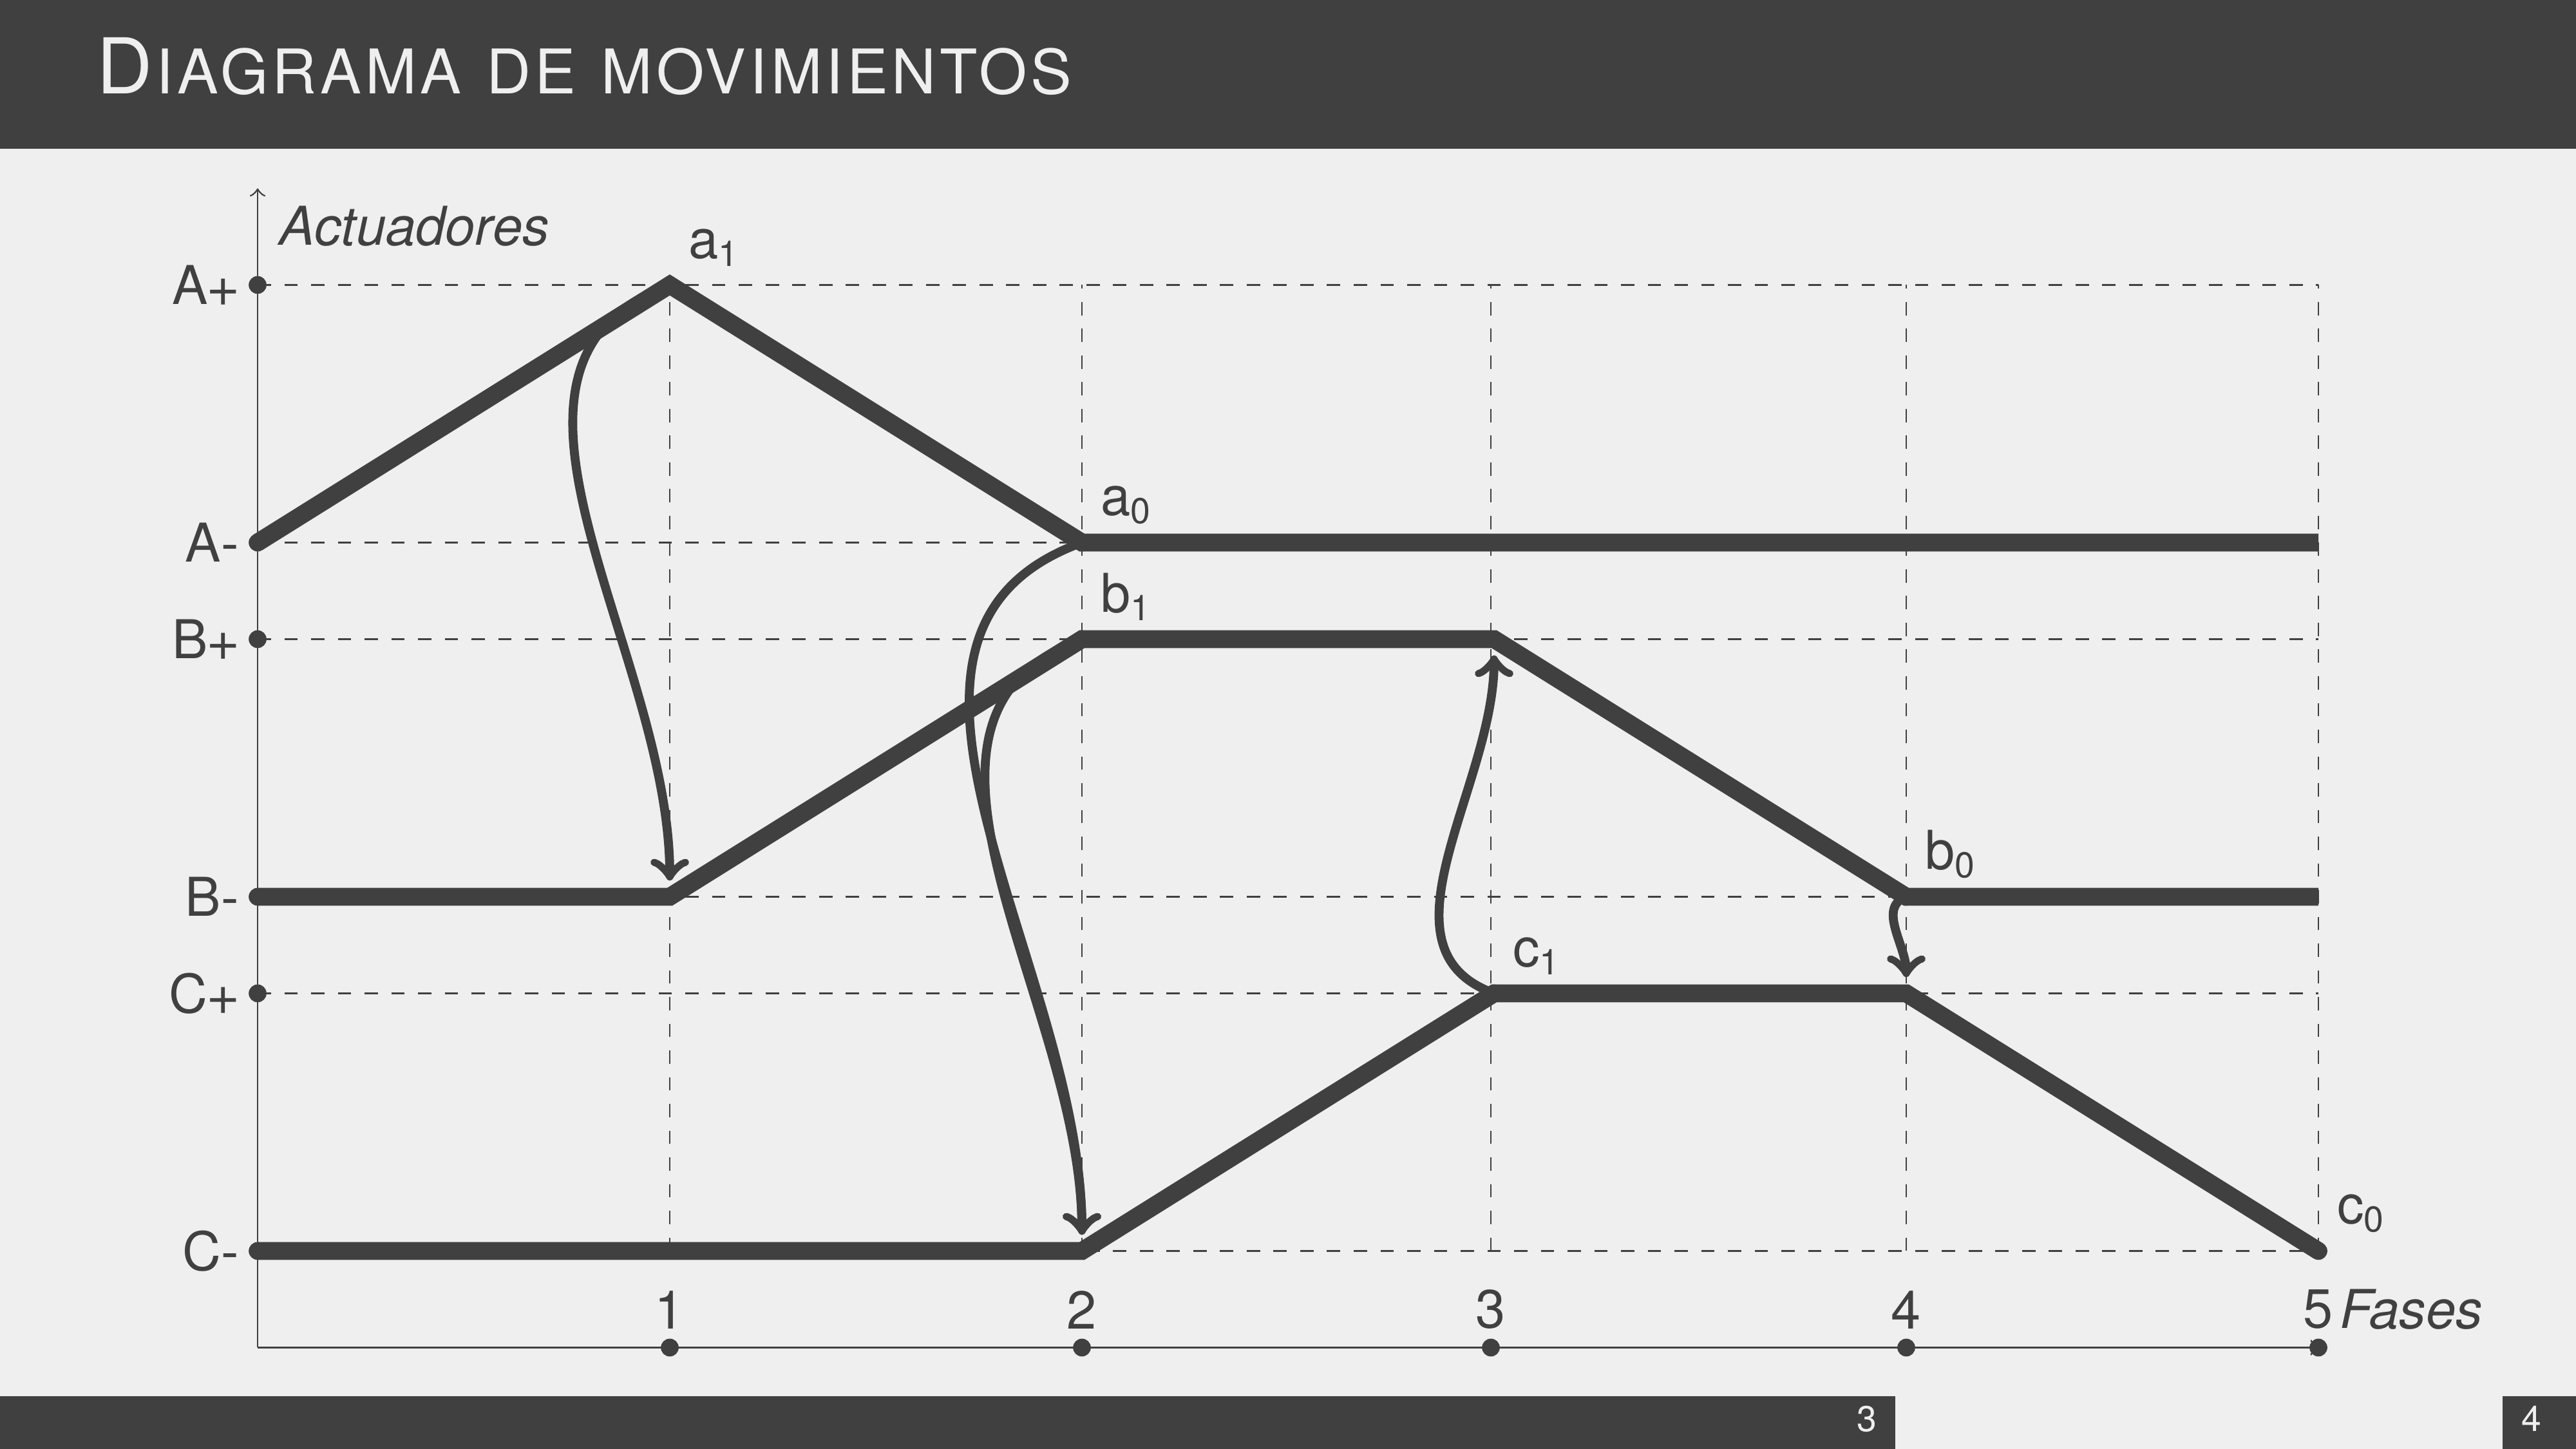 DIAGRAMA DE MOVIMIENTOS
Actuadores
a₁
A+
a₀
A-
b₁
B+
b₀
B-
c₁
C+
c₀
C-
1 2 3 4 5 Fases
3 4